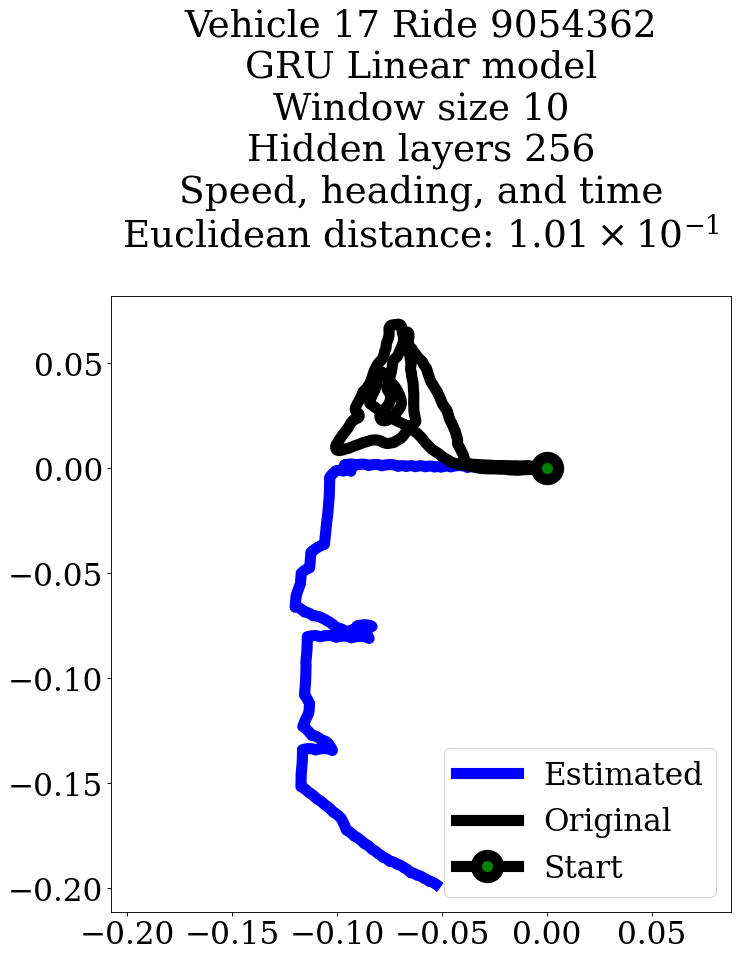 Vehicle 17 Ride 9054362
GRU Linear model
Window size 10
Hidden layers 256
Speed, heading, and time
Euclidean distance: 1.01 × 10⁻¹
0.05
0.00
−0.05
−0.10
−0.15
−0.20
Estimated
Original
Start
−0.20 −0.15 −0.10 −0.05 0.00 0.05